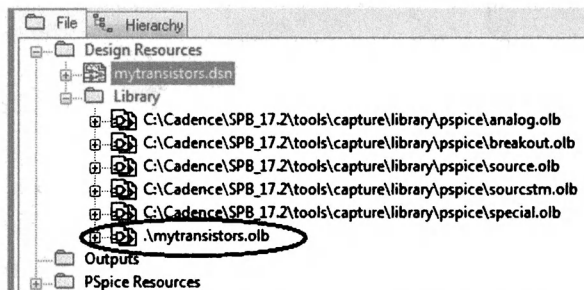 File Hierarchy
Design Resources
mytransistors.dsn
Library
C:\Cadence\SPB_17.2\tools\capture\library\pspice\analog.olb
C:\Cadence\SPB_17.2\tools\capture\library\pspice\breakout.olb
C:\Cadence\SPB_17.2\tools\capture\library\pspice\source.olb
C:\Cadence\SPB_17.2\tools\capture\library\pspice\sourcstm.olb
C:\Cadence\SPB_17.2\tools\capture\library\pspice\special.olb
.\mytransistors.olb
Outputs
PSpice Resources